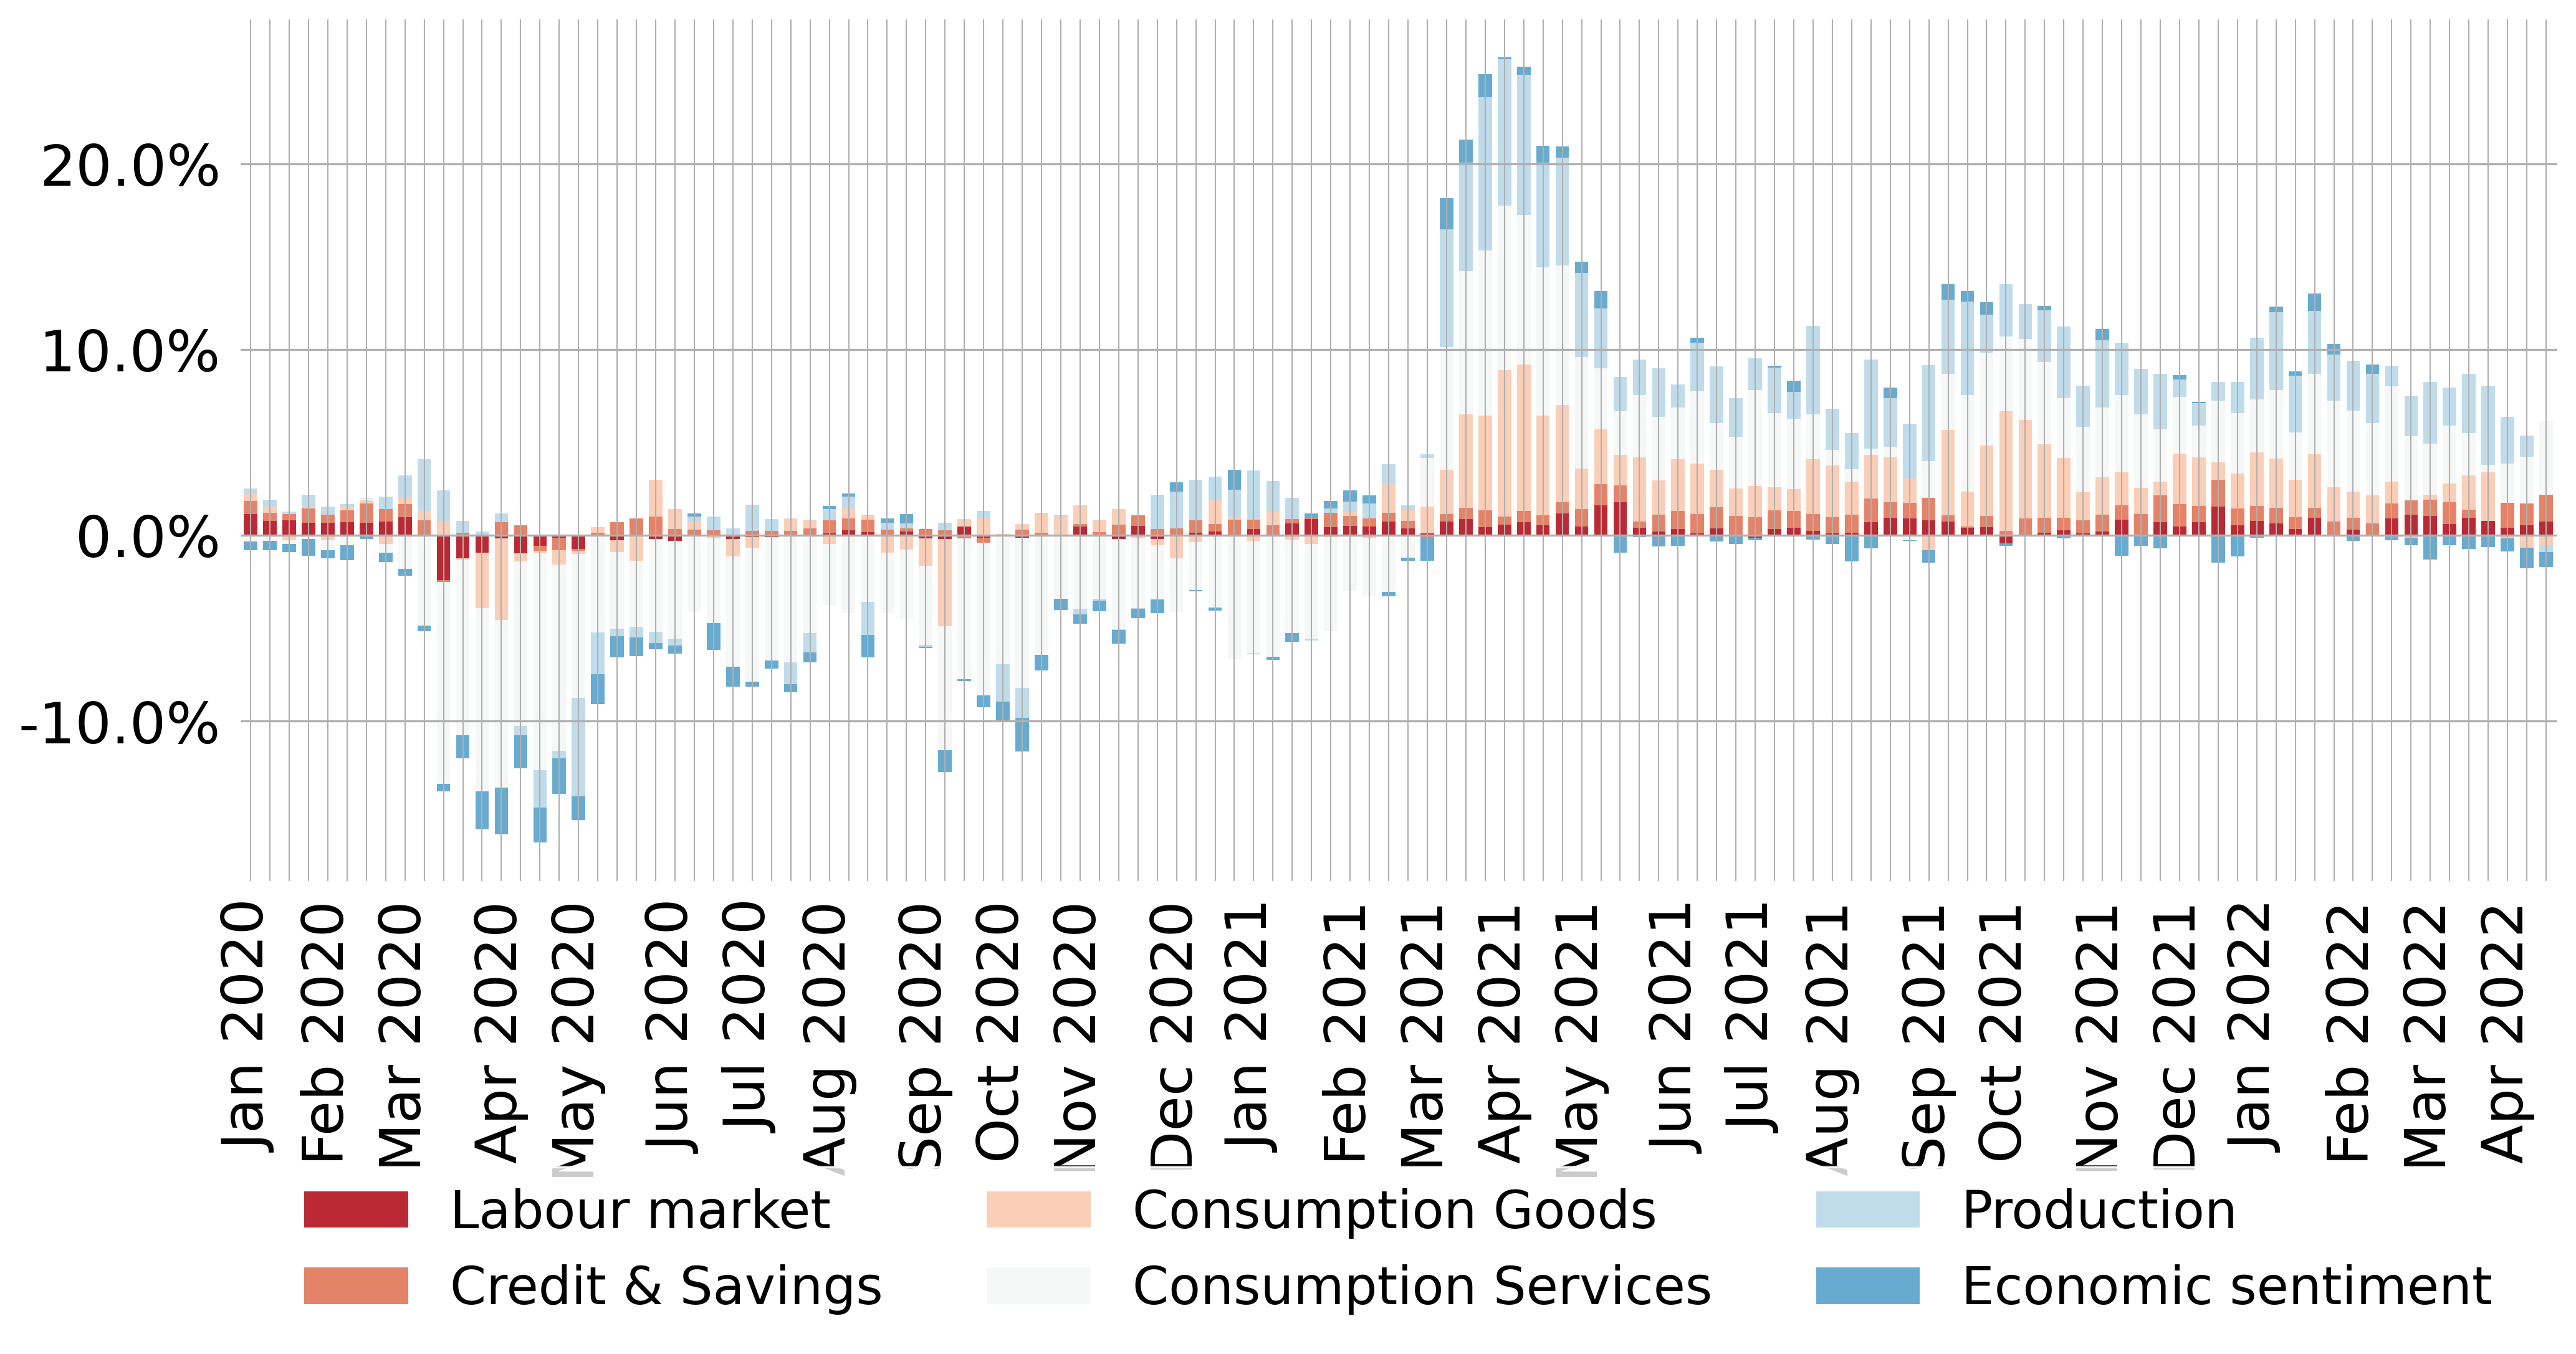 20.0%
10.0%
0.0%
-10.0%
Jan 2020
Feb 2020
Mar 2020
Apr 2020
May 2020
Jun 2020
Jul 2020
Aug 2020
Sep 2020
Oct 2020
Nov 2020
Dec 2020
Jan 2021
Feb 2021
Mar 2021
Apr 2021
May 2021
Jun 2021
Jul 2021
Aug 2021
Sep 2021
Oct 2021
Nov 2021
Dec 2021
Jan 2022
Feb 2022
Mar 2022
Apr 2022
Labour market
Credit & Savings
Consumption Goods
Consumption Services
Production
Economic sentiment